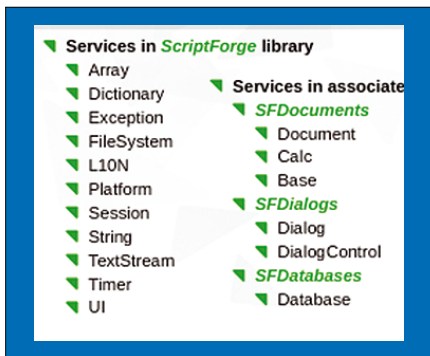 Services in ScriptForge library
Array
Dictionary
Exception
FileSystem
L10N
Platform
Session
String
TextStream
Timer
UI
Services in associate
SFDocuments
Document
Calc
Base
SFDialogs
Dialog
DialogControl
SFDatabases
Database